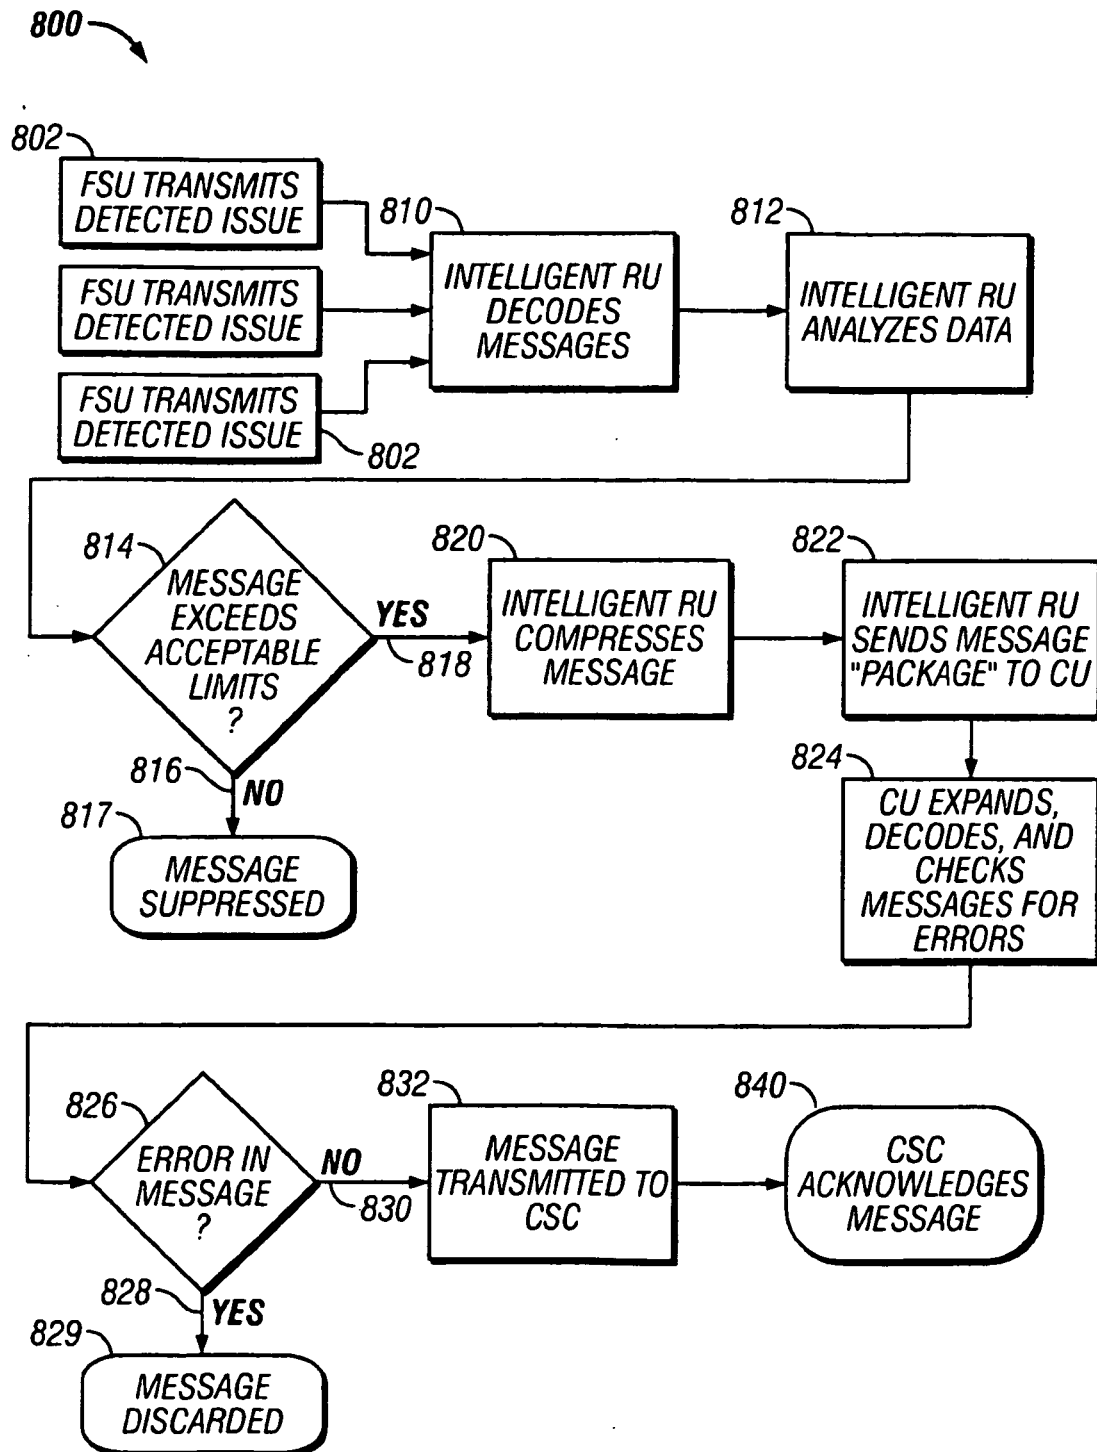 800
802
FSU TRANSMITS
DETECTED ISSUE
FSU TRANSMITS
DETECTED ISSUE
FSU TRANSMITS
DETECTED ISSUE
802
810
INTELLIGENT RU
DECODES
MESSAGES
812
INTELLIGENT RU
ANALYZES DATA
814
MESSAGE
EXCEEDS
ACCEPTABLE
LIMITS
?
YES
818
816
NO
817
MESSAGE
SUPPRESSED
820
INTELLIGENT RU
COMPRESSES
MESSAGE
822
INTELLIGENT RU
SENDS MESSAGE
"PACKAGE" TO CU
824
CU EXPANDS,
DECODES, AND
CHECKS
MESSAGES FOR
ERRORS
826
ERROR IN
MESSAGE
?
NO
830
828
YES
829
MESSAGE
DISCARDED
832
MESSAGE
TRANSMITTED TO
CSC
840
CSC
ACKNOWLEDGES
MESSAGE